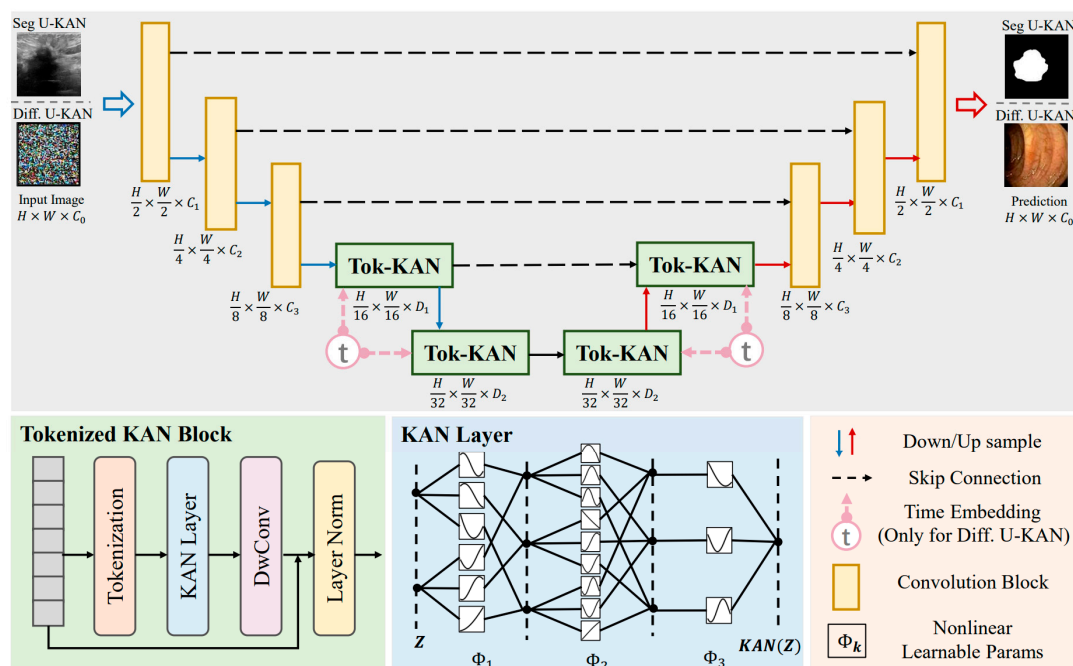 Seg U-KAN
Diff. U-KAN
Input Image
H × W × C₀
H/2 × W/2 × C₁
H/4 × W/4 × C₂
H/8 × W/8 × C₃
Tok-KAN
H/16 × W/16 × D₁
t
Tok-KAN
H/32 × W/32 × D₂
Tok-KAN
H/32 × W/32 × D₂
Tok-KAN
H/16 × W/16 × D₁
t
H/8 × W/8 × C₃
H/4 × W/4 × C₂
H/2 × W/2 × C₁
Seg U-KAN
Diff. U-KAN
Prediction
H × W × C₀
Tokenized KAN Block
Tokenization
KAN Layer
DwConv
Layer Norm
KAN Layer
Z
Φ₁
Φ₂
Φ₃
KAN(Z)
Down/Up sample
Skip Connection
t
Time Embedding
(Only for Diff. U-KAN)
Convolution Block
Φₖ
Nonlinear
Learnable Params